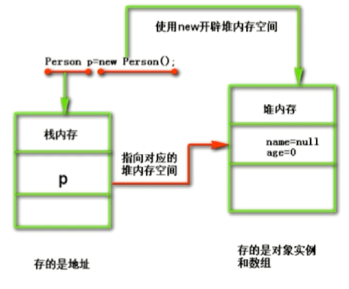 使用new开辟堆内存空间
Person p=new Person();
栈内存
p
存的是地址
指向对应的
堆内存空间
堆内存
name=null
age=0
存的是对象实例
和数组